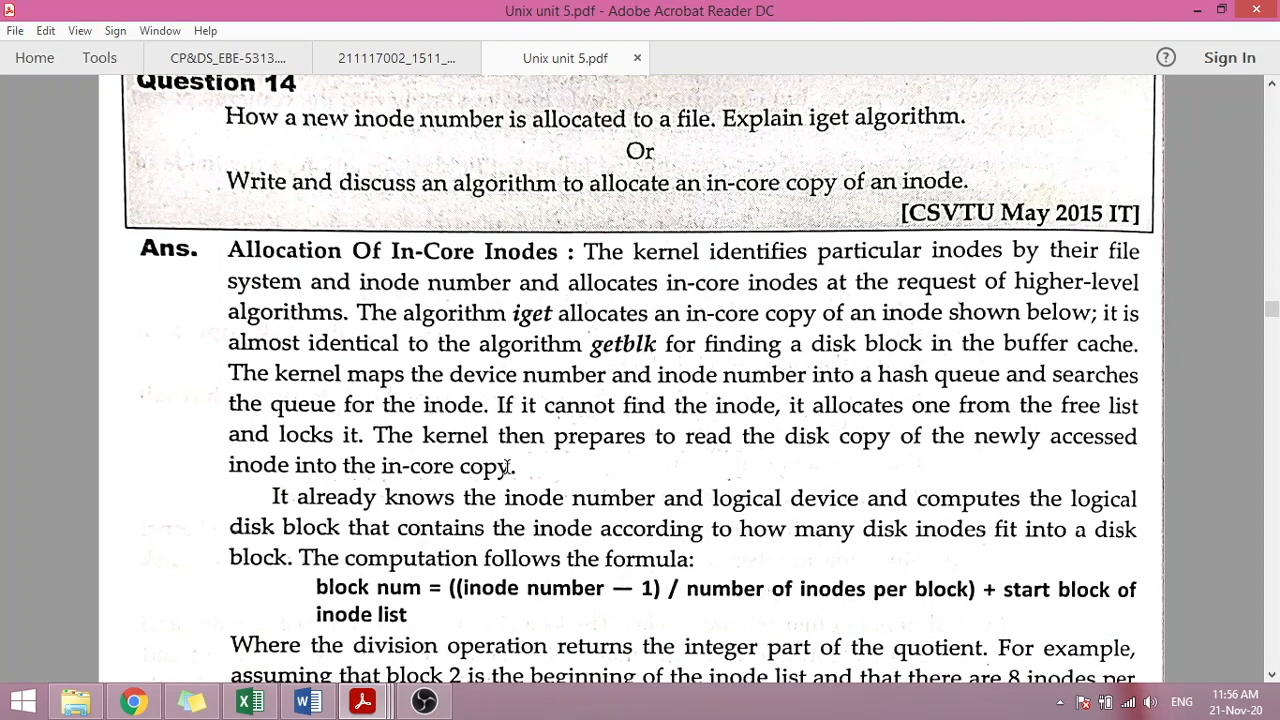 Unix unit 5.pdf - Adobe Acrobat Reader DC
File Edit View Sign Window Help
Home Tools CP&DS_EBE-5313.... 211117002_1511_... Unix unit 5.pdf × ? Sign In
Question 14
How a new inode number is allocated to a file. Explain iget algorithm.
Or
Write and discuss an algorithm to allocate an in-core copy of an inode.
[CSVTU May 2015 IT]
Ans. Allocation Of In-Core Inodes : The kernel identifies particular inodes by their file
system and inode number and allocates in-core inodes at the request of higher-level
algorithms. The algorithm iget allocates an in-core copy of an inode shown below; it is
almost identical to the algorithm getblk for finding a disk block in the buffer cache.
The kernel maps the device number and inode number into a hash queue and searches
the queue for the inode. If it cannot find the inode, it allocates one from the free list
and locks it. The kernel then prepares to read the disk copy of the newly accessed
inode into the in-core copy.
It already knows the inode number and logical device and computes the logical
disk block that contains the inode according to how many disk inodes fit into a disk
block. The computation follows the formula:
block num = ((inode number — 1) / number of inodes per block) + start block of
inode list
Where the division operation returns the integer part of the quotient. For example,
assuming that block 2 is the beginning of the inode list and that there are 8 inodes per
ENG 11:56 AM
21-Nov-20